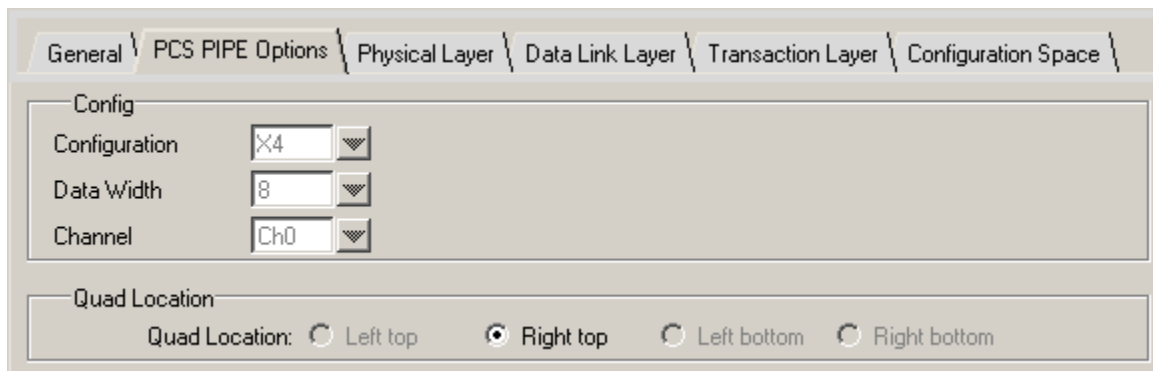 General PCS PIPE Options Physical Layer Data Link Layer Transaction Layer Configuration Space
Config
Configuration X4
Data Width 8
Channel Ch0
Quad Location
Quad Location: Left top Right top Left bottom Right bottom